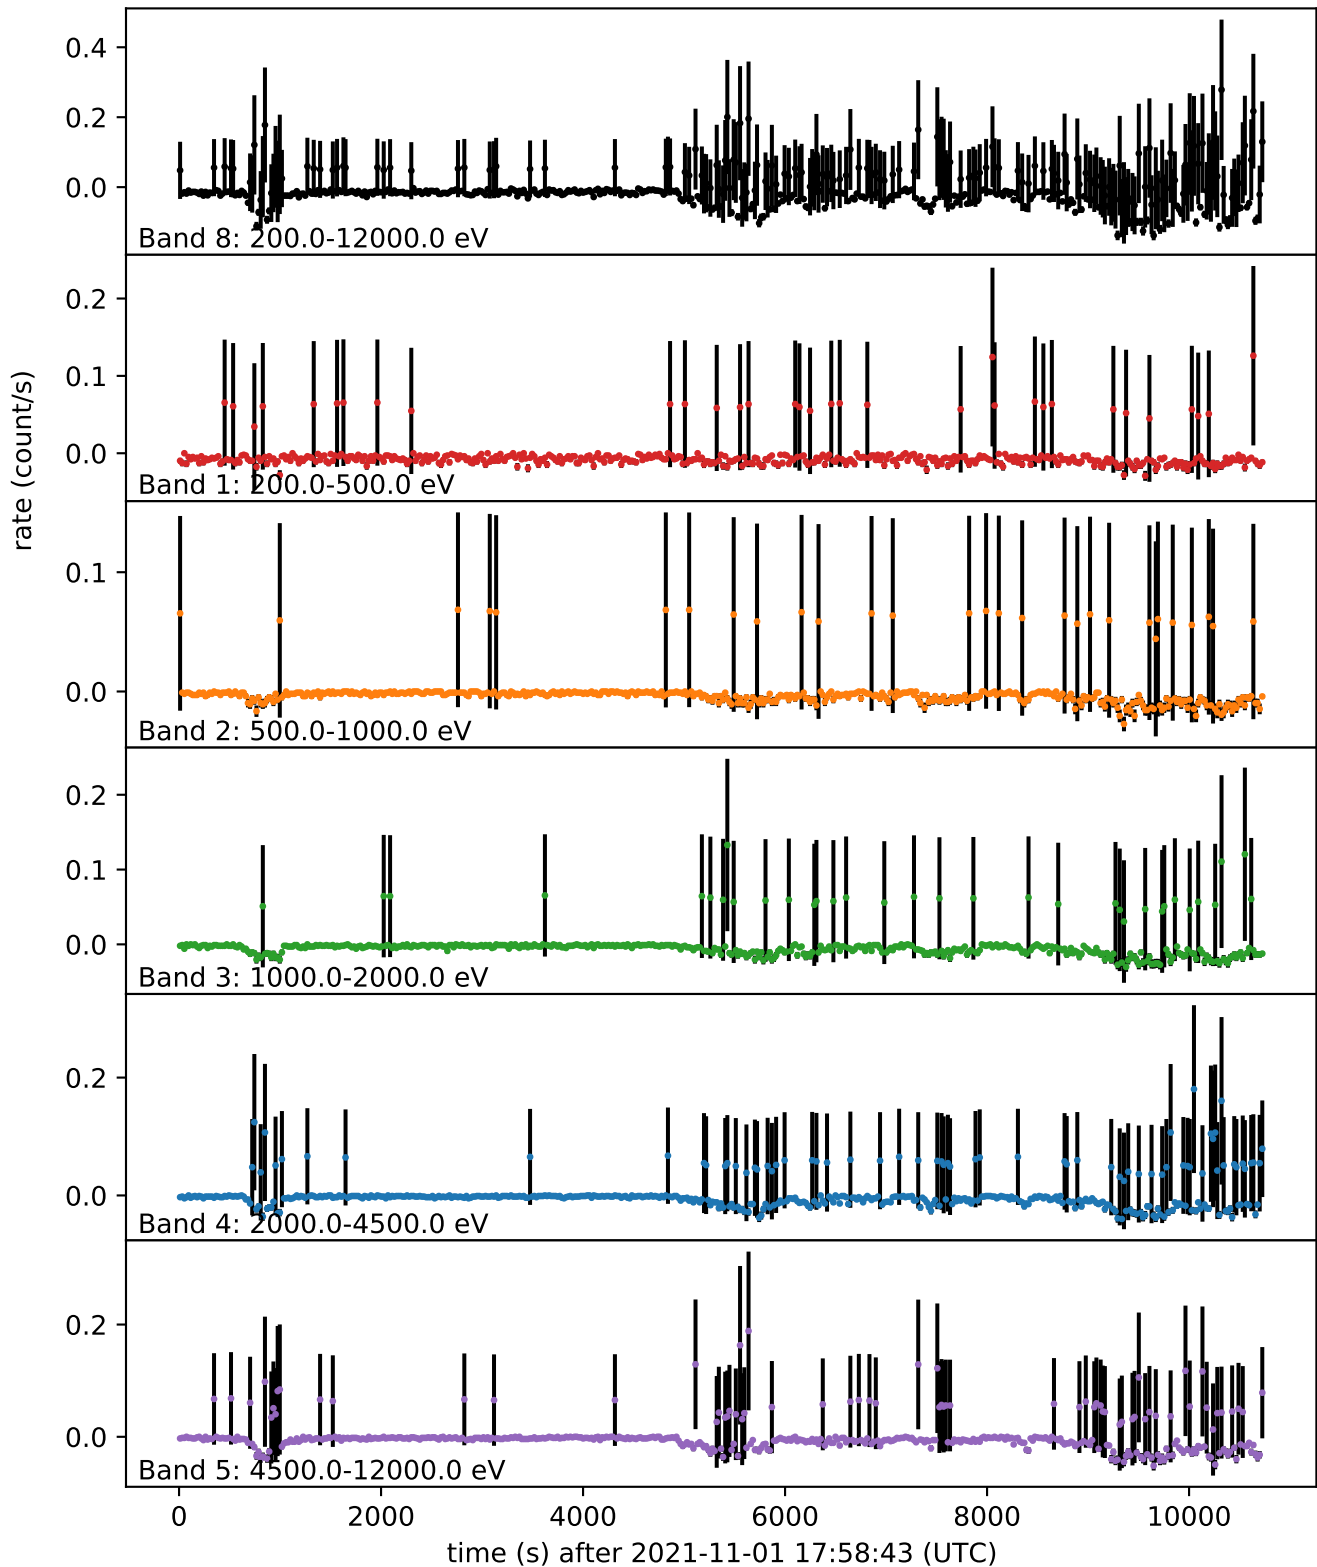 0.4
0.2
0.0
Band 8: 200.0-12000.0 eV
0.2
0.1
0.0
Band 1: 200.0-500.0 eV
rate (count/s)
0.1
0.0
Band 2: 500.0-1000.0 eV
0.2
0.1
0.0
Band 3: 1000.0-2000.0 eV
0.2
0.0
Band 4: 2000.0-4500.0 eV
0.2
0.0
Band 5: 4500.0-12000.0 eV
0 2000 4000 6000 8000 10000
time (s) after 2021-11-01 17:58:43 (UTC)